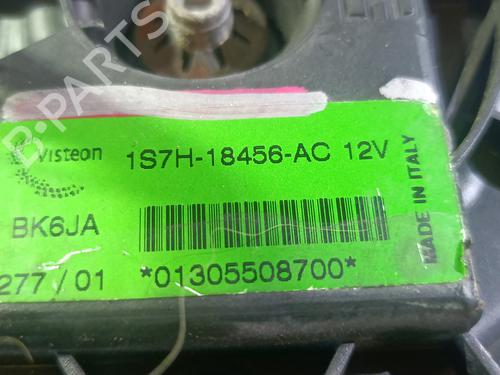 B-PARTS
Visteon 1S7H-18456-AC 12V
BK6JA
277 / 01 *01305508700*
MADE IN ITALY